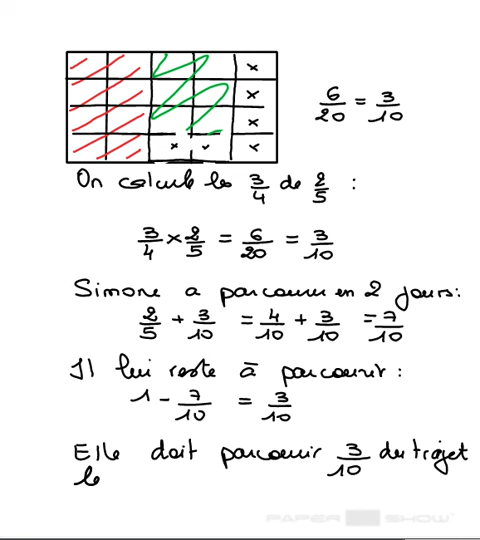 6/20 = 3/10
On calcule les 3/4 de 2/5 :
3/4 × 2/5 = 6/20 = 3/10
Simone a parcouru en 2 jours:
2/5 + 3/10 = 4/10 + 3/10 = 7/10
Il lui reste à parcourir :
1 - 7/10 = 3/10
Elle doit parcourir 3/10 du trajet
le
PAPER SHOW